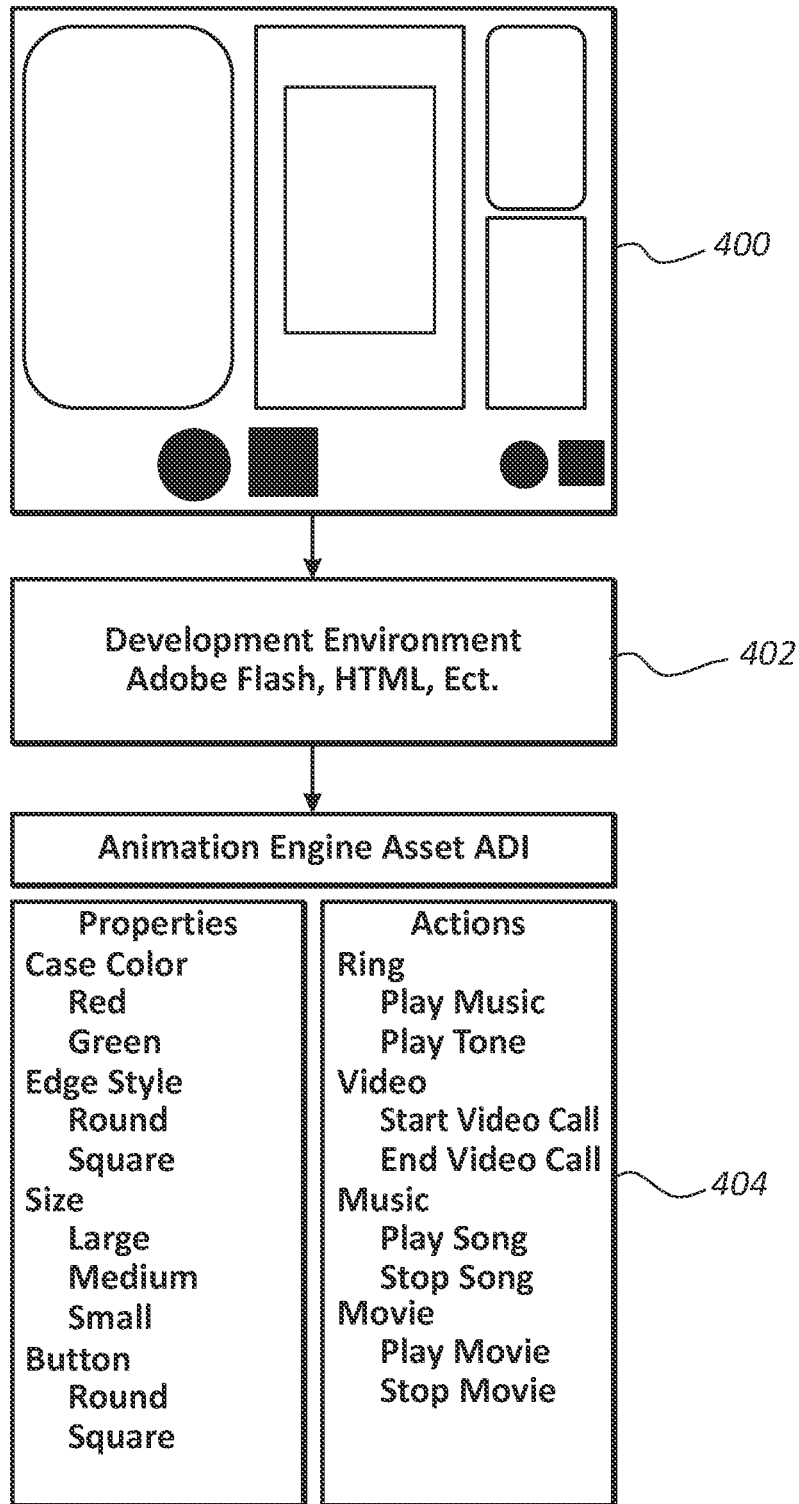 400
Development Environment
Adobe Flash, HTML, Ect.
402
Animation Engine Asset ADI
Properties
Case Color
Red
Green
Edge Style
Round
Square
Size
Large
Medium
Small
Button
Round
Square
Actions
Ring
Play Music
Play Tone
Video
Start Video Call
End Video Call
Music
Play Song
Stop Song
Movie
Play Movie
Stop Movie
404